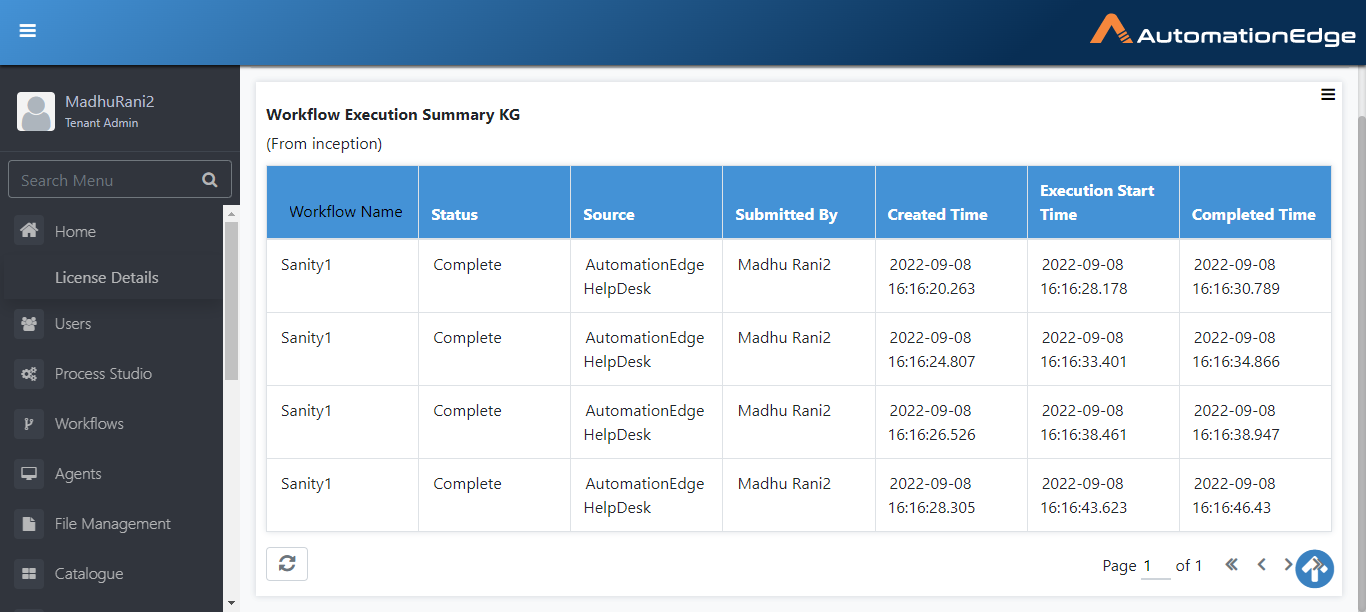 AutomationEdge
MadhuRani2
Tenant Admin
Search Menu
Home
License Details
Users
Process Studio
Workflows
Agents
File Management
Catalogue
Workflow Execution Summary KG
(From inception)
Workflow Name Status Source Submitted By Created Time Execution Start Time Completed Time
Sanity1 Complete AutomationEdge Madhu Rani2 2022-09-08 2022-09-08 2022-09-08
HelpDesk 16:16:20.263 16:16:28.178 16:16:30.789
Sanity1 Complete AutomationEdge Madhu Rani2 2022-09-08 2022-09-08 2022-09-08
HelpDesk 16:16:24.807 16:16:33.401 16:16:34.866
Sanity1 Complete AutomationEdge Madhu Rani2 2022-09-08 2022-09-08 2022-09-08
HelpDesk 16:16:26.526 16:16:38.461 16:16:38.947
Sanity1 Complete AutomationEdge Madhu Rani2 2022-09-08 2022-09-08 2022-09-08
HelpDesk 16:16:28.305 16:16:43.623 16:16:46.43
Page 1 of 1